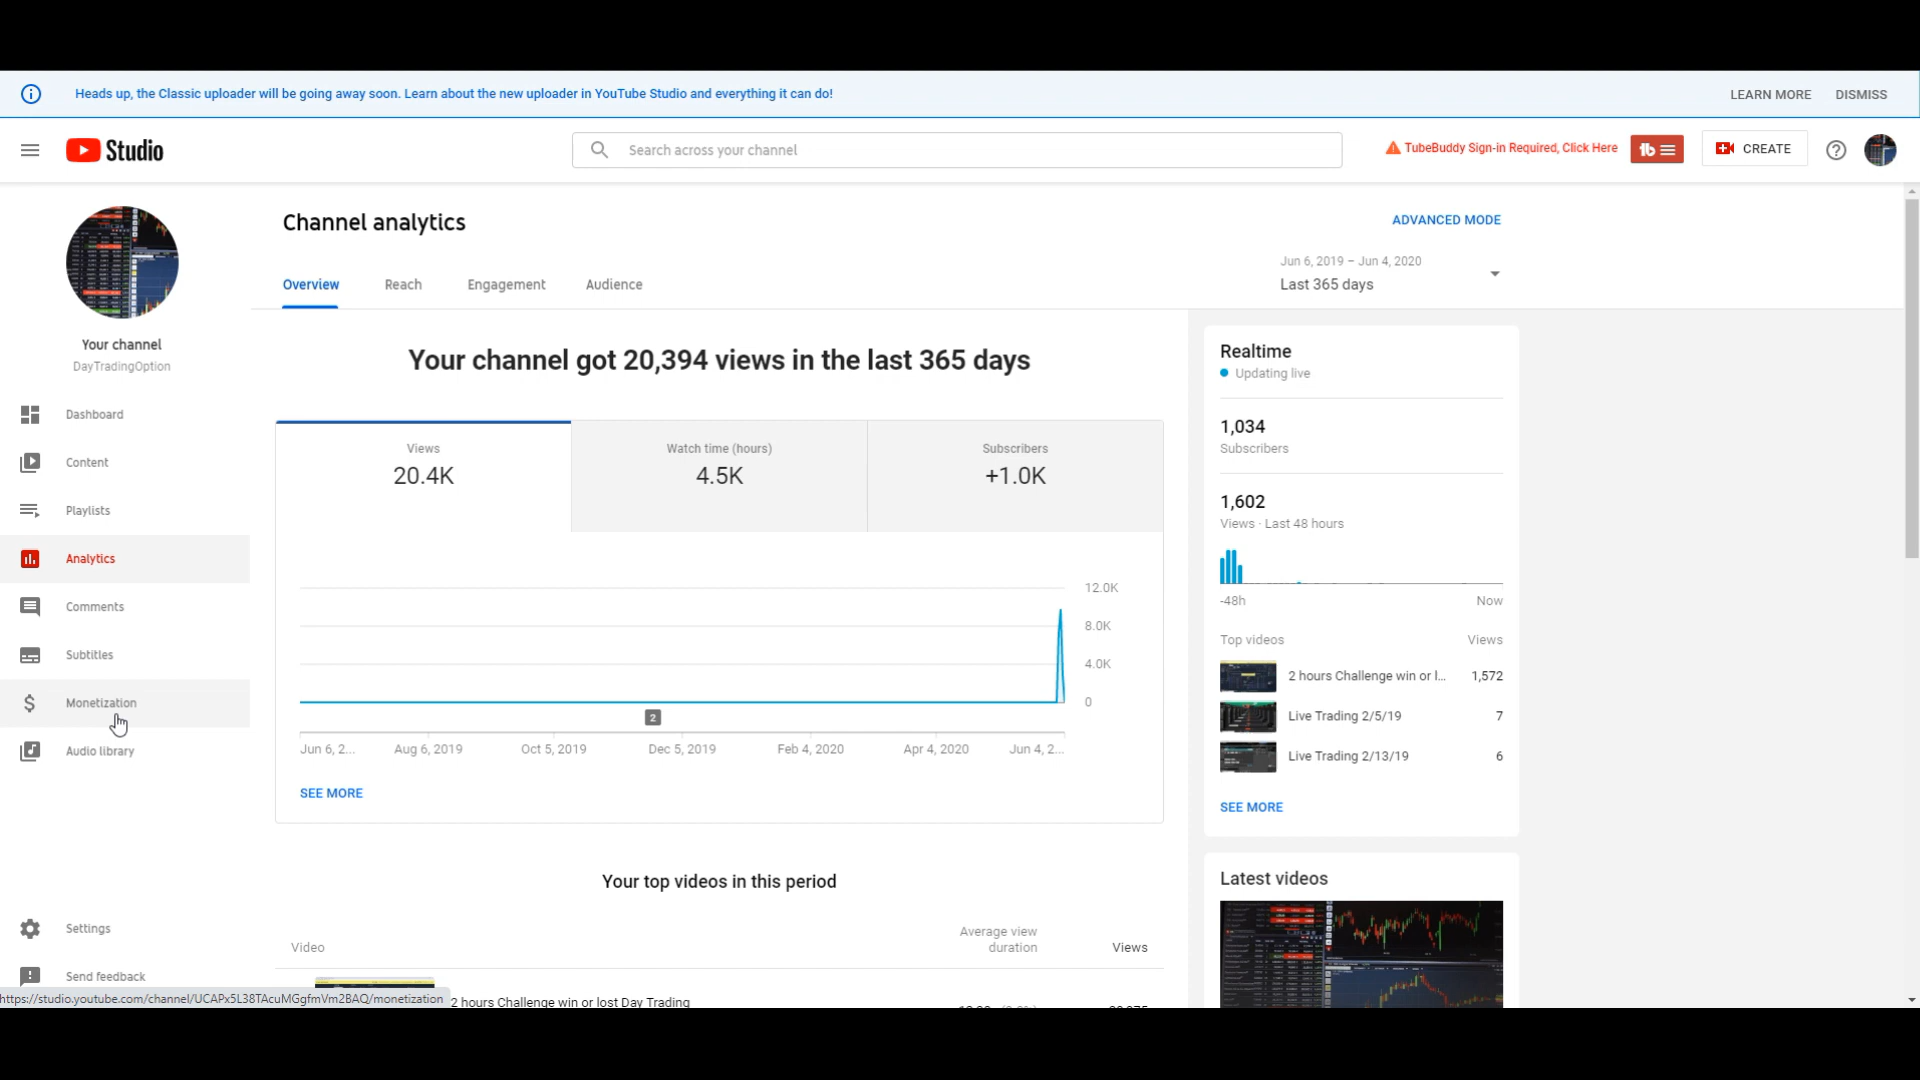 Heads up, the Classic uploader will be going away soon. Learn about the new uploader in YouTube Studio and everything it can do!
LEARN MORE
DISMISS
Studio
Search across your channel
TubeBuddy Sign-in Required, Click Here
tb
CREATE
Your channel
DayTradingOption
Dashboard
Content
Playlists
Analytics
Comments
Subtitles
Monetization
Audio library
Settings
Send feedback
https://studio.youtube.com/channel/UCAPx5L38TAcuMGgfmVm2BAQ/monetization
Channel analytics
ADVANCED MODE
Overview
Reach
Engagement
Audience
Jun 6, 2019 – Jun 4, 2020
Last 365 days
Your channel got 20,394 views in the last 365 days
Views
20.4K
Watch time (hours)
4.5K
Subscribers
+1.0K
12.0K
8.0K
4.0K
0
2
Jun 6, 2...
Aug 6, 2019
Oct 5, 2019
Dec 5, 2019
Feb 4, 2020
Apr 4, 2020
Jun 4, 2...
SEE MORE
Your top videos in this period
Video
Average view
duration
Views
2 hours Challenge win or lost Day Trading
Realtime
Updating live
1,034
Subscribers
1,602
Views · Last 48 hours
-48h
Now
Top videos
Views
2 hours Challenge win or l...
1,572
Live Trading 2/5/19
7
Live Trading 2/13/19
6
SEE MORE
Latest videos